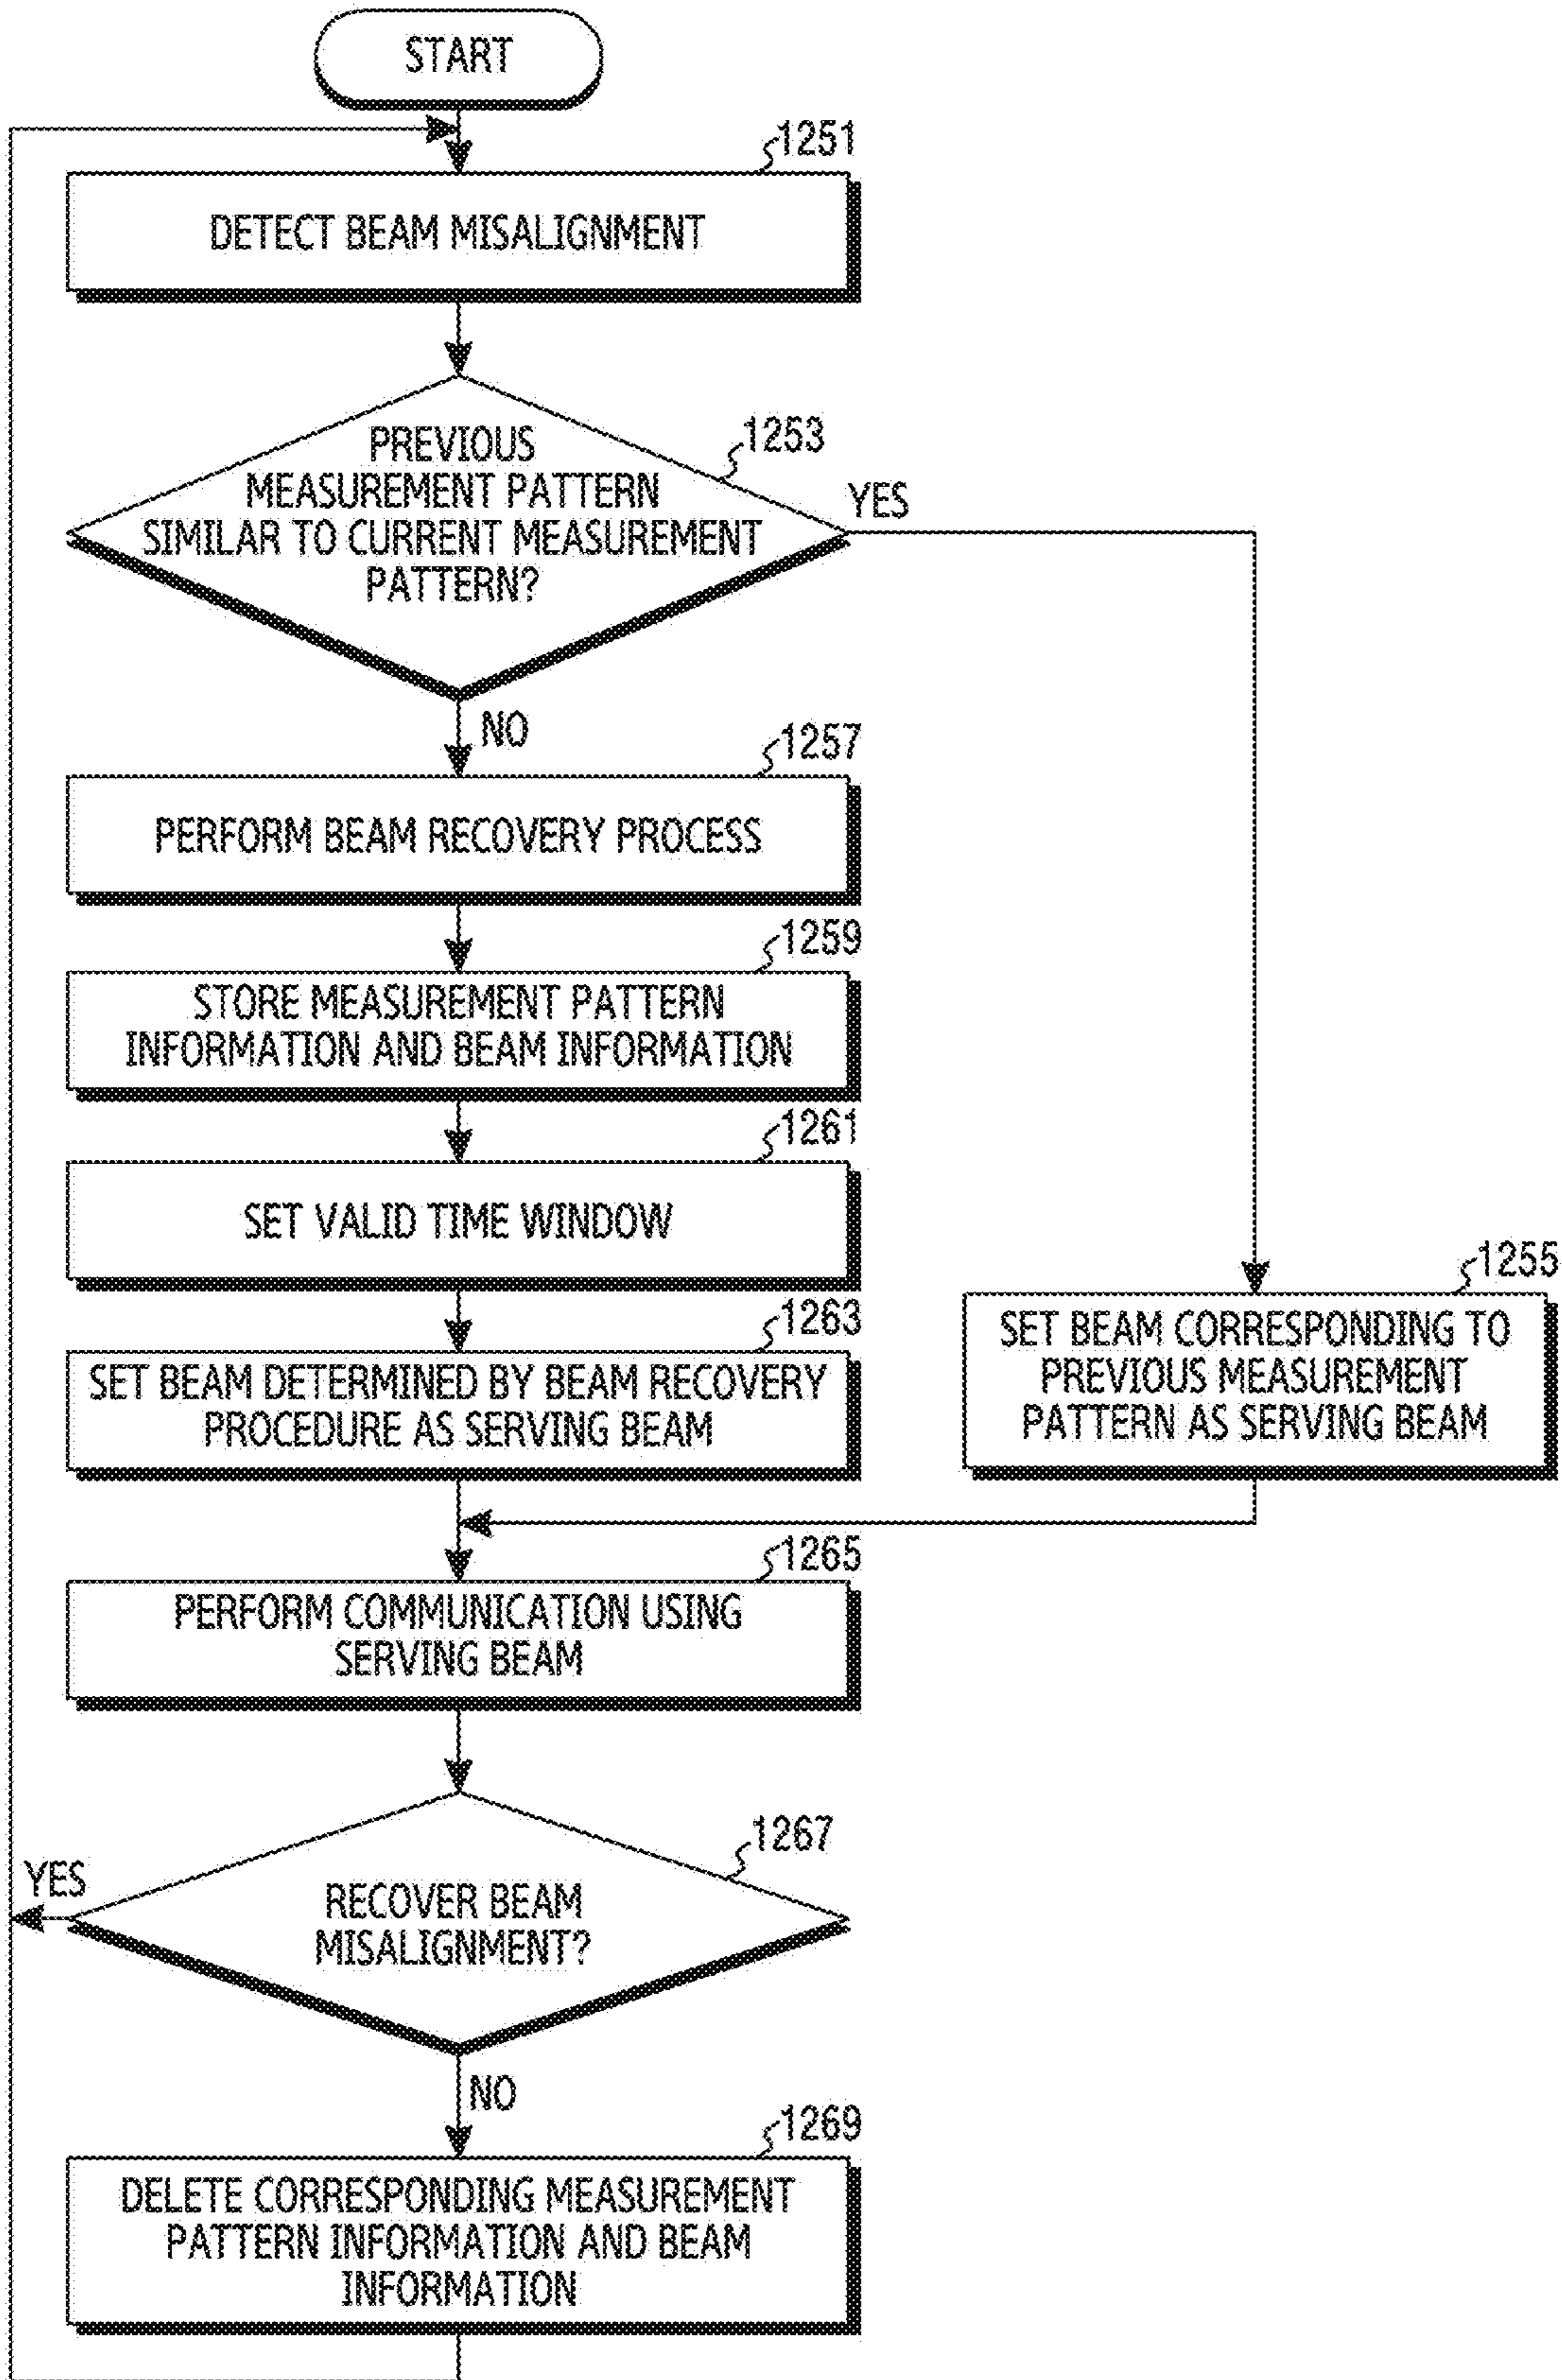 START
1251
DETECT BEAM MISALIGNMENT
1253
PREVIOUS
MEASUREMENT PATTERN
SIMILAR TO CURRENT MEASUREMENT
PATTERN?
YES
NO
1257
PERFORM BEAM RECOVERY PROCESS
1259
STORE MEASUREMENT PATTERN
INFORMATION AND BEAM INFORMATION
1261
SET VALID TIME WINDOW
1263
SET BEAM DETERMINED BY BEAM RECOVERY
PROCEDURE AS SERVING BEAM
1255
SET BEAM CORRESPONDING TO
PREVIOUS MEASUREMENT
PATTERN AS SERVING BEAM
1265
PERFORM COMMUNICATION USING
SERVING BEAM
1267
RECOVER BEAM
MISALIGNMENT?
YES
NO
1269
DELETE CORRESPONDING MEASUREMENT
PATTERN INFORMATION AND BEAM
INFORMATION